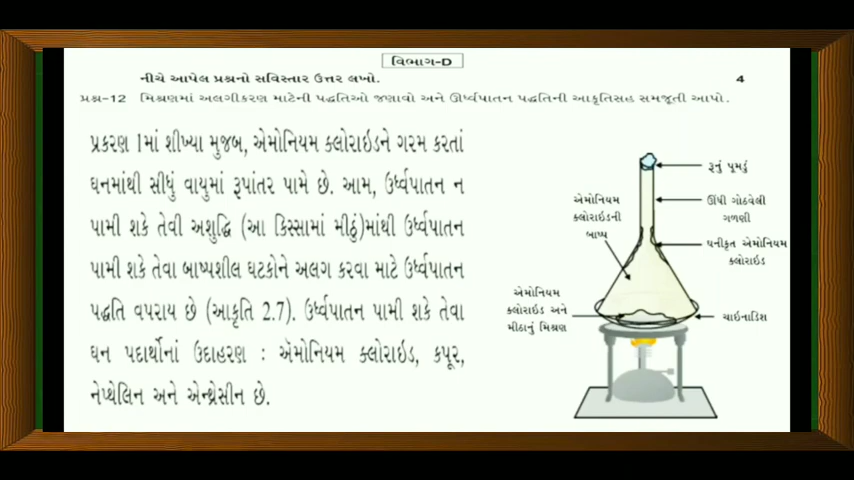 વિભાગ-D
નીચે આપેલ પ્રશ્નનો સવિસ્તાર ઉત્તર લખો. 4
પ્રશ્ન-12 મિશ્રણમાં અલગીકરણ માટેની પદ્ધતિઓ જણાવો અને ઊર્ધ્વપાતન પદ્ધતિની આકૃતિસહ સમજૂતી આપો.
પ્રકરણ 1માં શીખ્યા મુજબ, એમોનિયમ ક્લોરાઇડને ગરમ કરતાં
ઘનમાંથી સીધું વાયુમાં રૂપાંતર પામે છે. આમ, ઉર્ધ્વપાતન ન
પામી શકે તેવી અશુદ્ધિ (આ કિસ્સામાં મીઠું)માંથી ઉર્ધ્વપાતન
પામી શકે તેવા બાષ્પશીલ ઘટકોને અલગ કરવા માટે ઉર્ધ્વપાતન
પદ્ધતિ વપરાય છે (આકૃતિ 2.7). ઉર્ધ્વપાતન પામી શકે તેવા
ઘન પદાર્થોનાં ઉદાહરણ : ઍમોનિયમ ક્લોરાઇડ, કપૂર,
નેપ્થેલિન અને એન્થ્રેસીન છે.
રૂનું પૂમડું
ઊંધી ગોઠવેલી
ગળણી
એમોનિયમ
ક્લોરાઇડની
બાષ્પ
ઘનીકૃત એમોનિયમ
ક્લોરાઇડ
એમોનિયમ
ક્લોરાઇડ અને
મીઠાનું મિશ્રણ
ચાઇનાડિસ